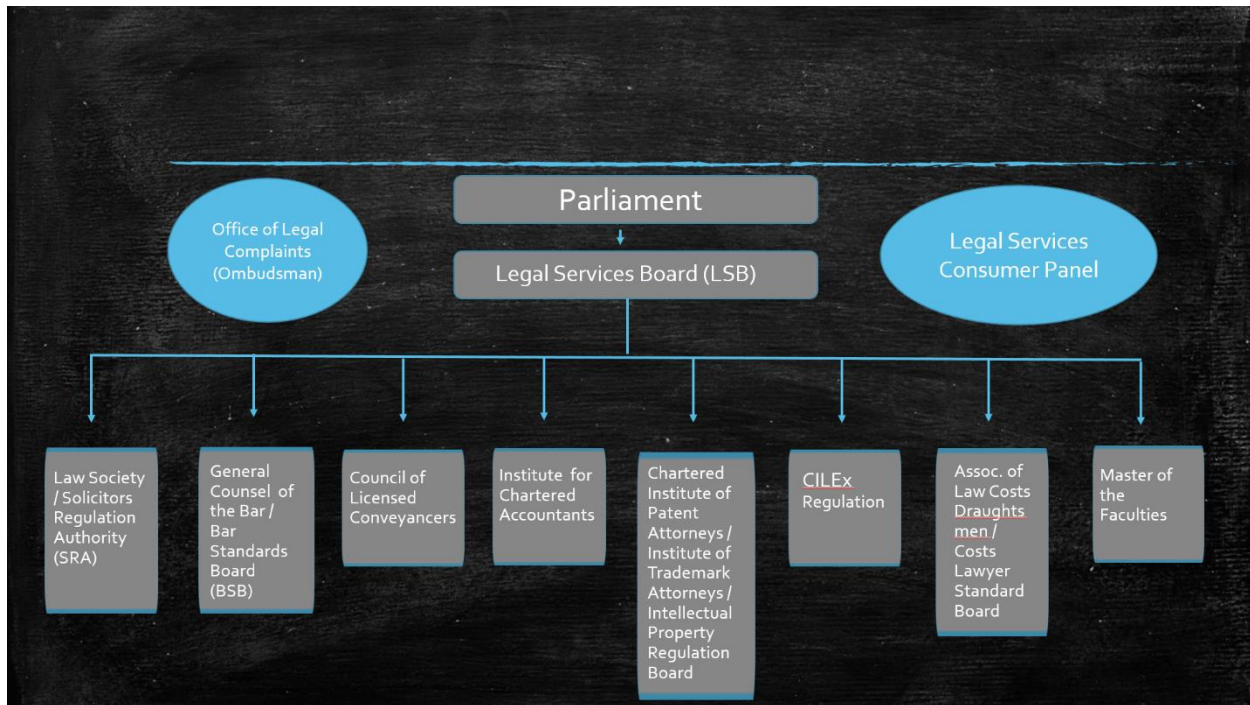 Parliament
Office of Legal
Complaints
(Ombudsman)
Legal Services Board (LSB)
Legal Services
Consumer Panel
Law Society
/ Solicitors
Regulation
Authority
(SRA)
General
Counsel of
the Bar /
Bar
Standards
Board
(BSB)
Council of
Licensed
Conveyancers
Institute for
Chartered
Accountants
Chartered
Institute of
Patent
Attorneys /
Institute of
Trademark
Attorneys /
Intellectual
Property
Regulation
Board
CILEx
Regulation
Assoc. of
Law Costs
Draughts
men /
Costs
Lawyer
Standard
Board
Master of
the
Faculties